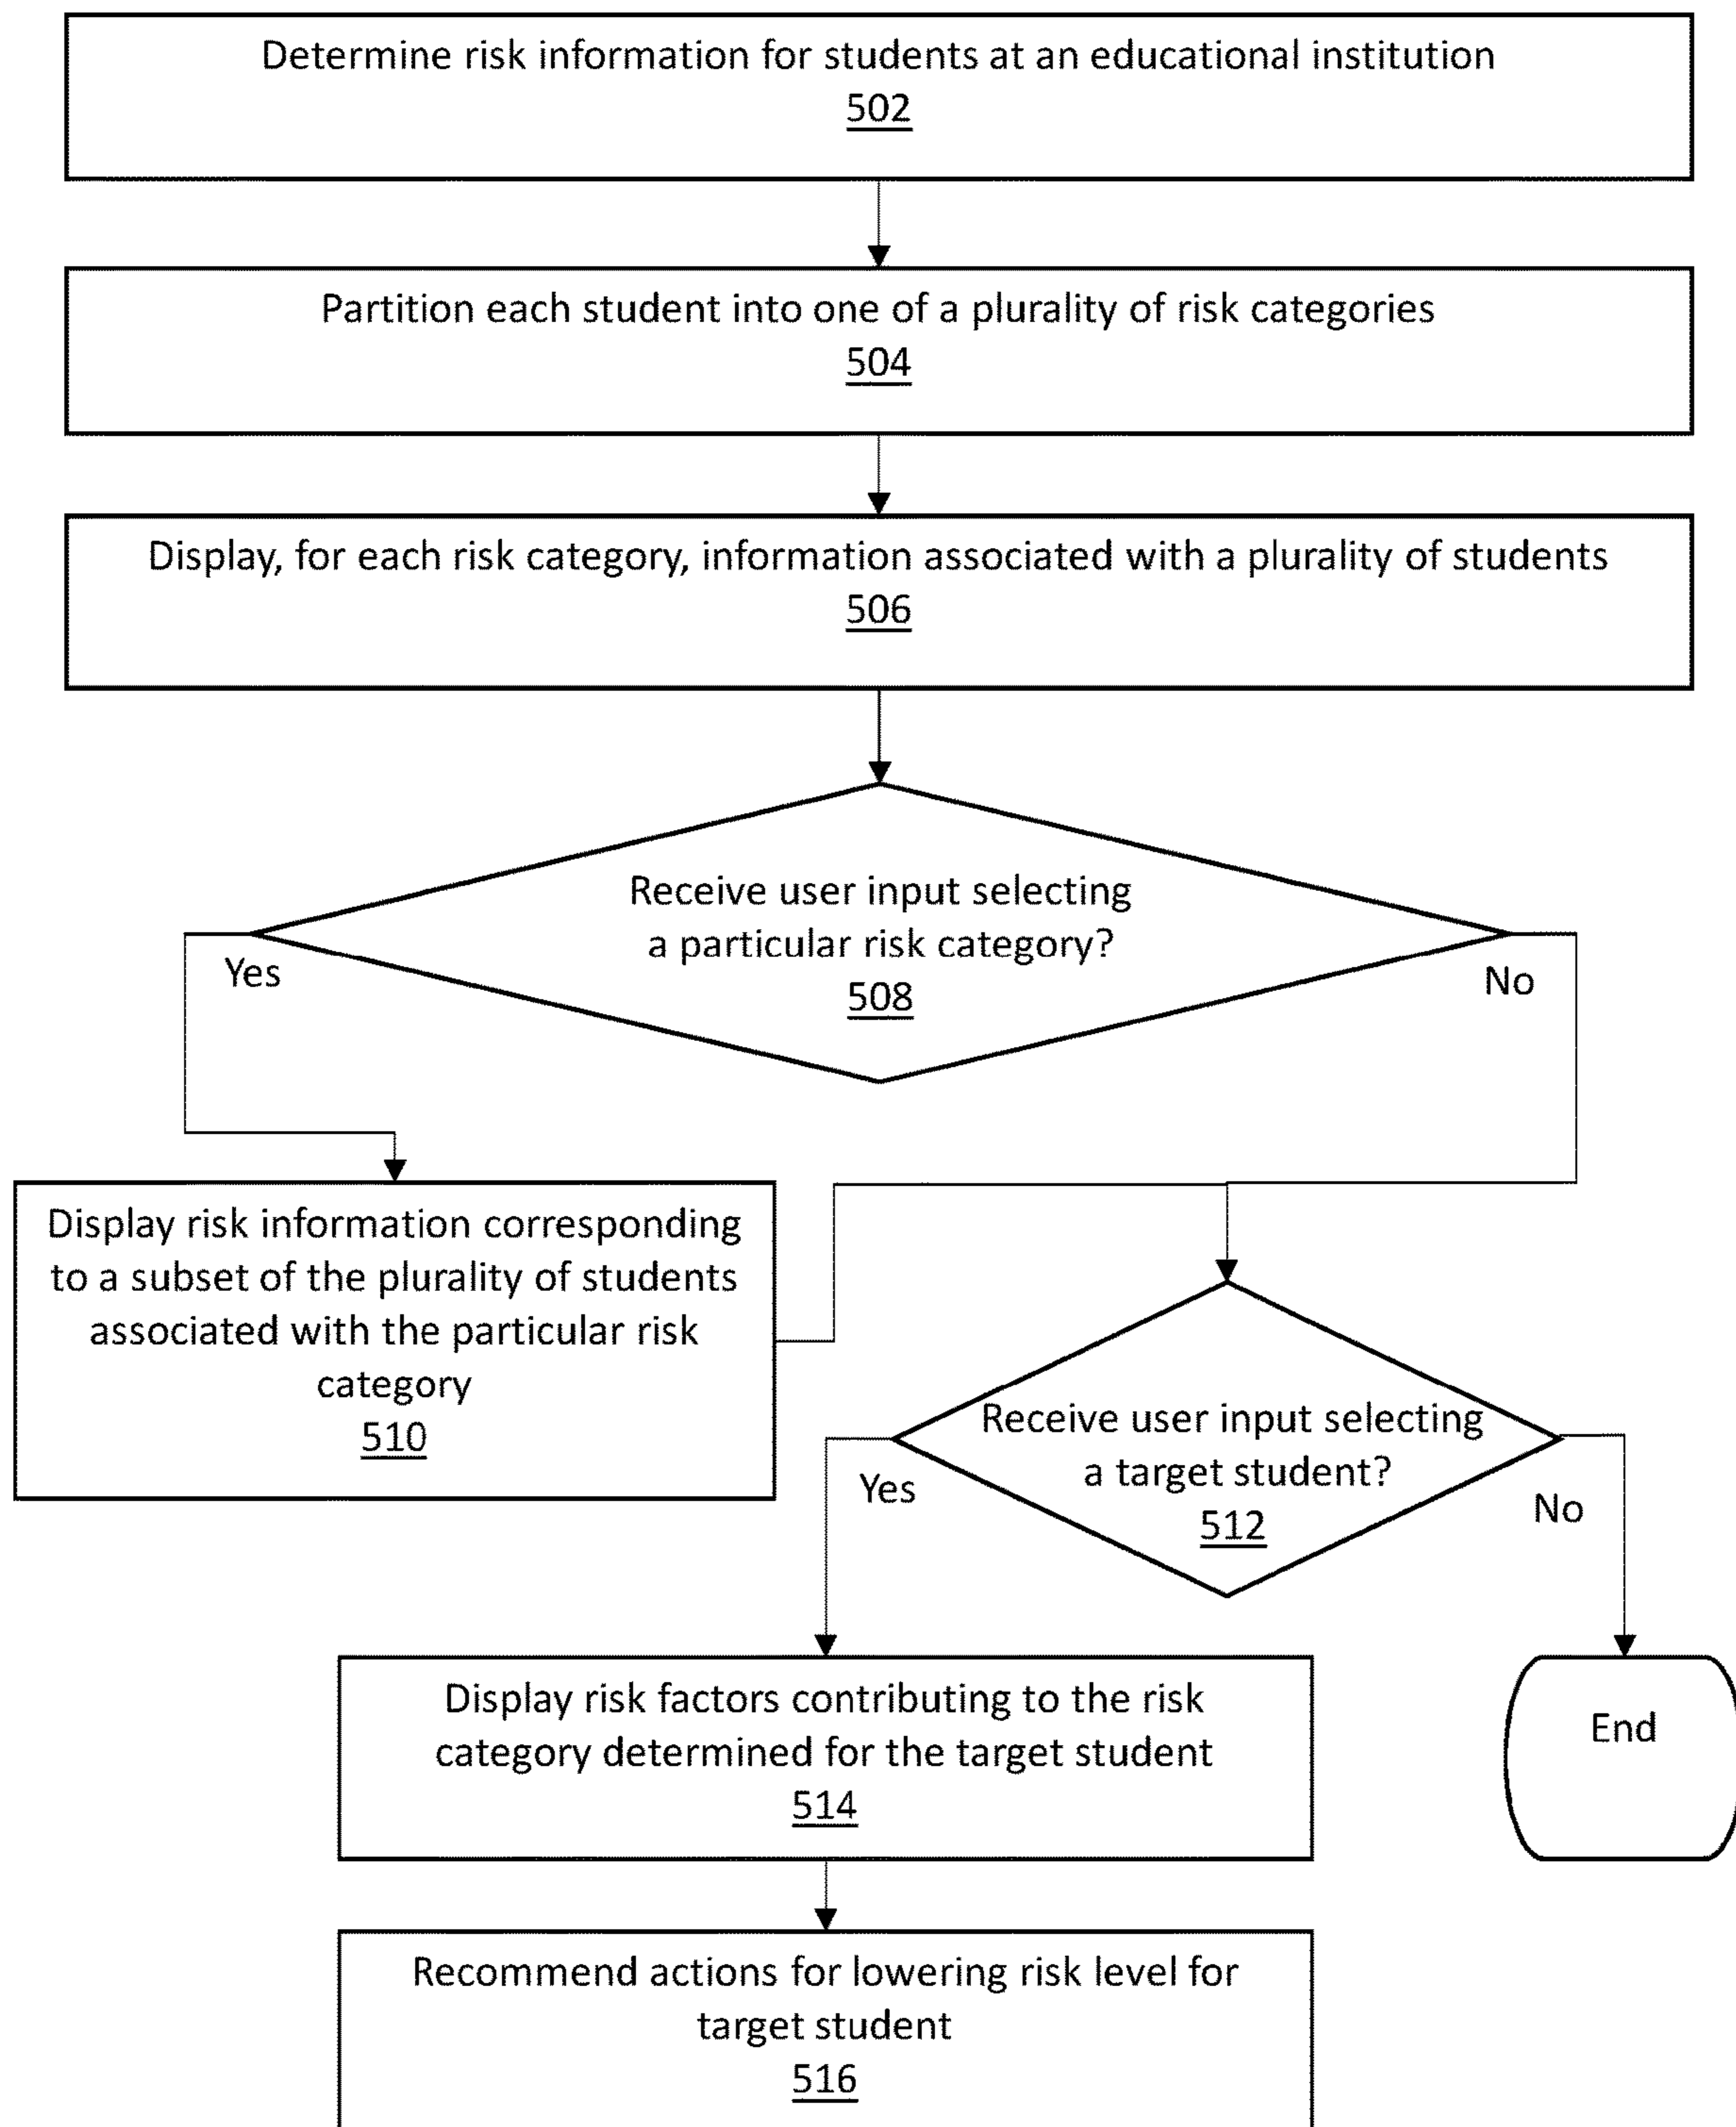 Determine risk information for students at an educational institution
502
Partition each student into one of a plurality of risk categories
504
Display, for each risk category, information associated with a plurality of students
506
Receive user input selecting
a particular risk category?
508
Yes
No
Display risk information corresponding
to a subset of the plurality of students
associated with the particular risk
category
510
Receive user input selecting
a target student?
512
Yes
No
Display risk factors contributing to the risk
category determined for the target student
514
End
Recommend actions for lowering risk level for
target student
516